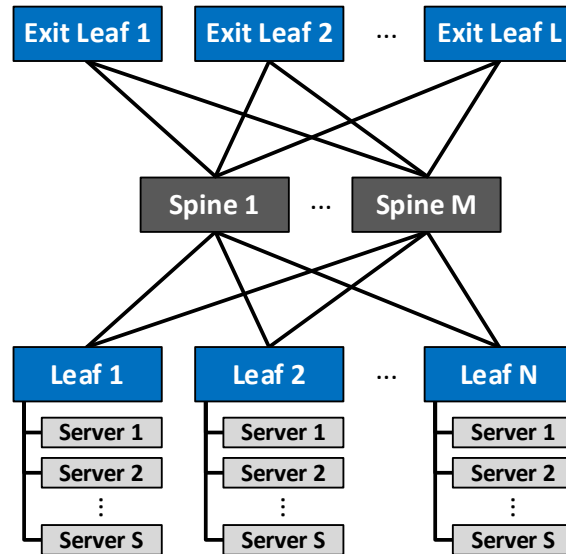 Exit Leaf 1 Exit Leaf 2 ... Exit Leaf L
Spine 1 ... Spine M
Leaf 1 Leaf 2 ... Leaf N
Server 1 Server 1 Server 1
Server 2 Server 2 Server 2
⋮ ⋮ ⋮
Server S Server S Server S